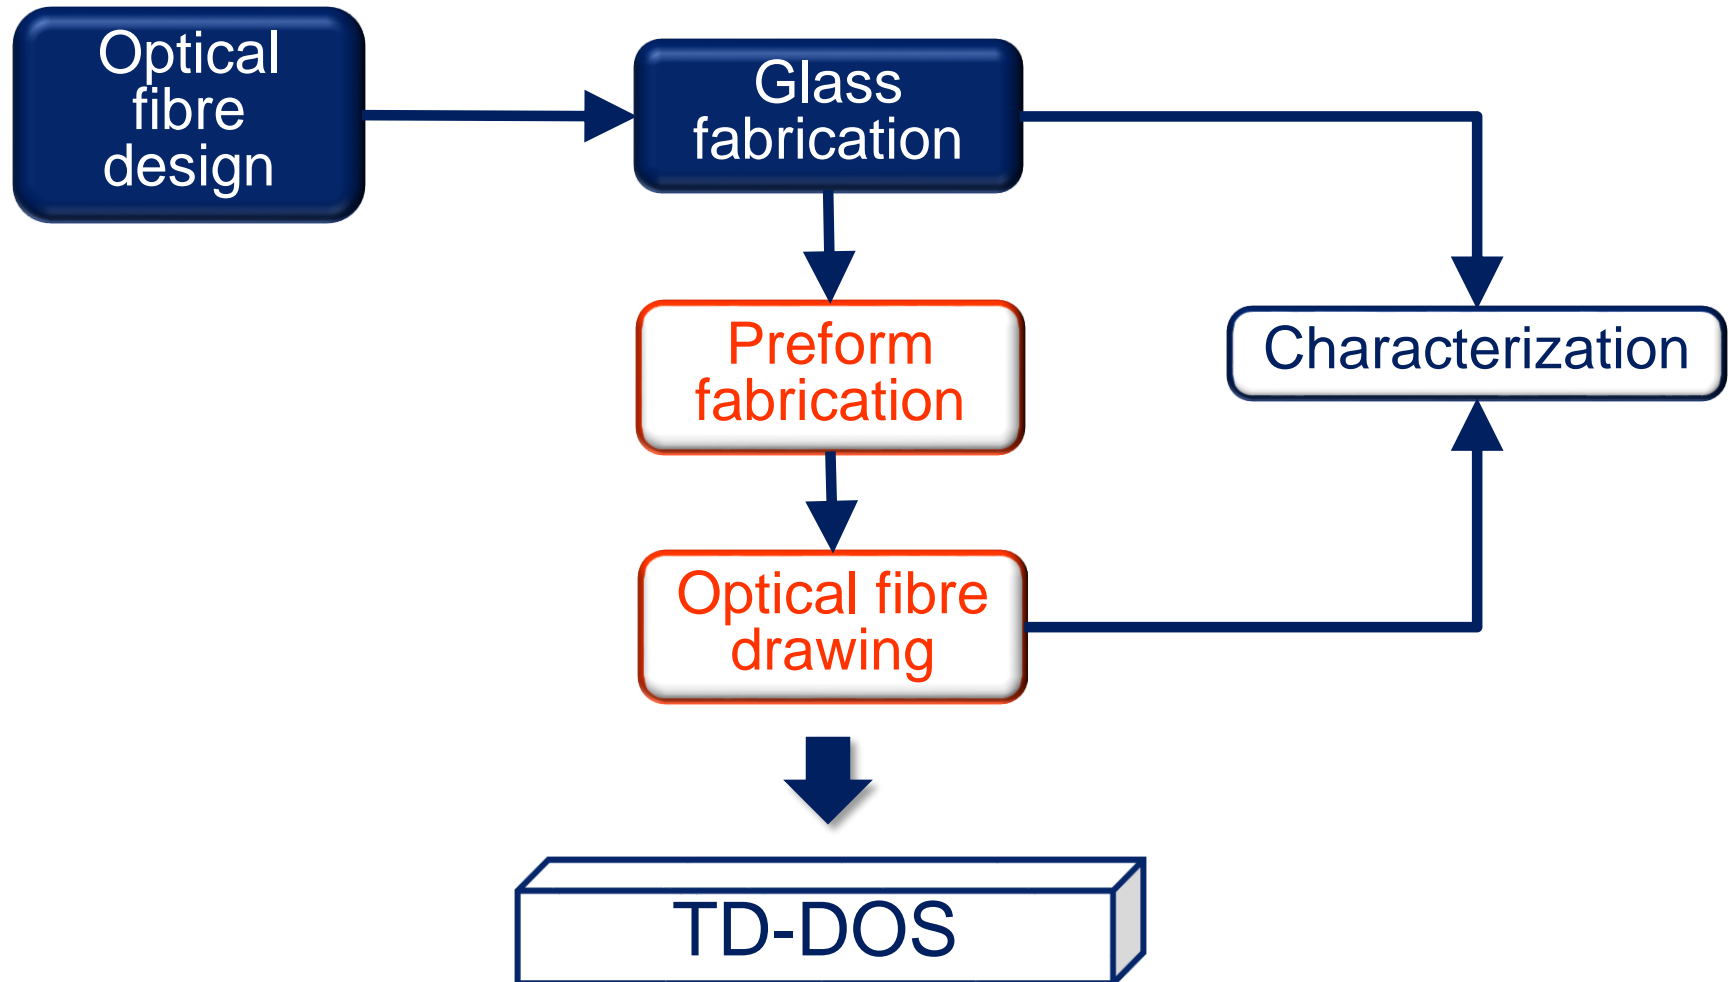 Optical
fibre
design
Glass
fabrication
Preform
fabrication
Characterization
Optical fibre
drawing
TD-DOS